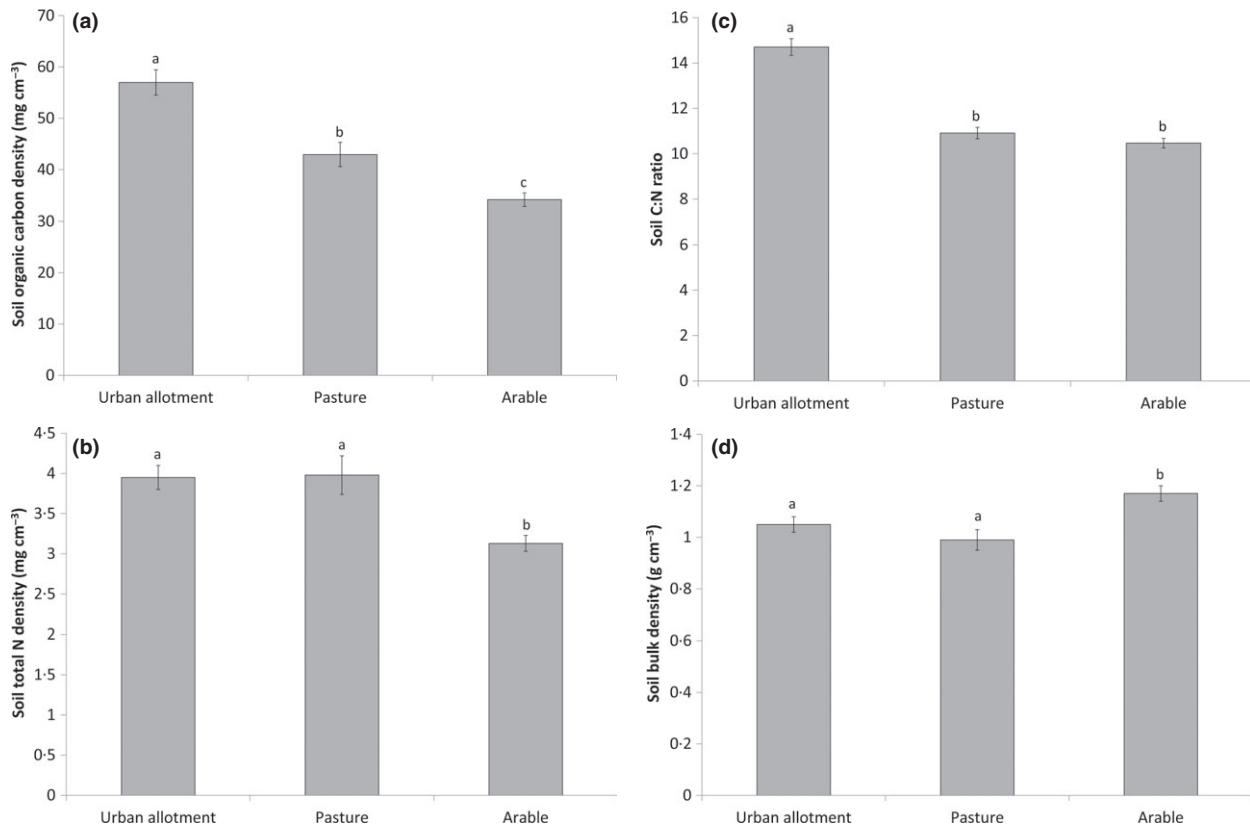 (a)
Soil organic carbon density (mg cm⁻³)
70
60
50
40
30
20
10
0
a
b
c
Urban allotment Pasture Arable
(b)
Soil total N density (mg cm⁻³)
4·5
4
3·5
3
2·5
2
1·5
1
0·5
0
a
a
b
Urban allotment Pasture Arable
(c)
Soil C:N ratio
16
14
12
10
8
6
4
2
0
a
b
b
Urban allotment Pasture Arable
(d)
Soil bulk density (g cm⁻³)
1·4
1·2
1
0·8
0·6
0·4
0·2
0
a
a
b
Urban allotment Pasture Arable